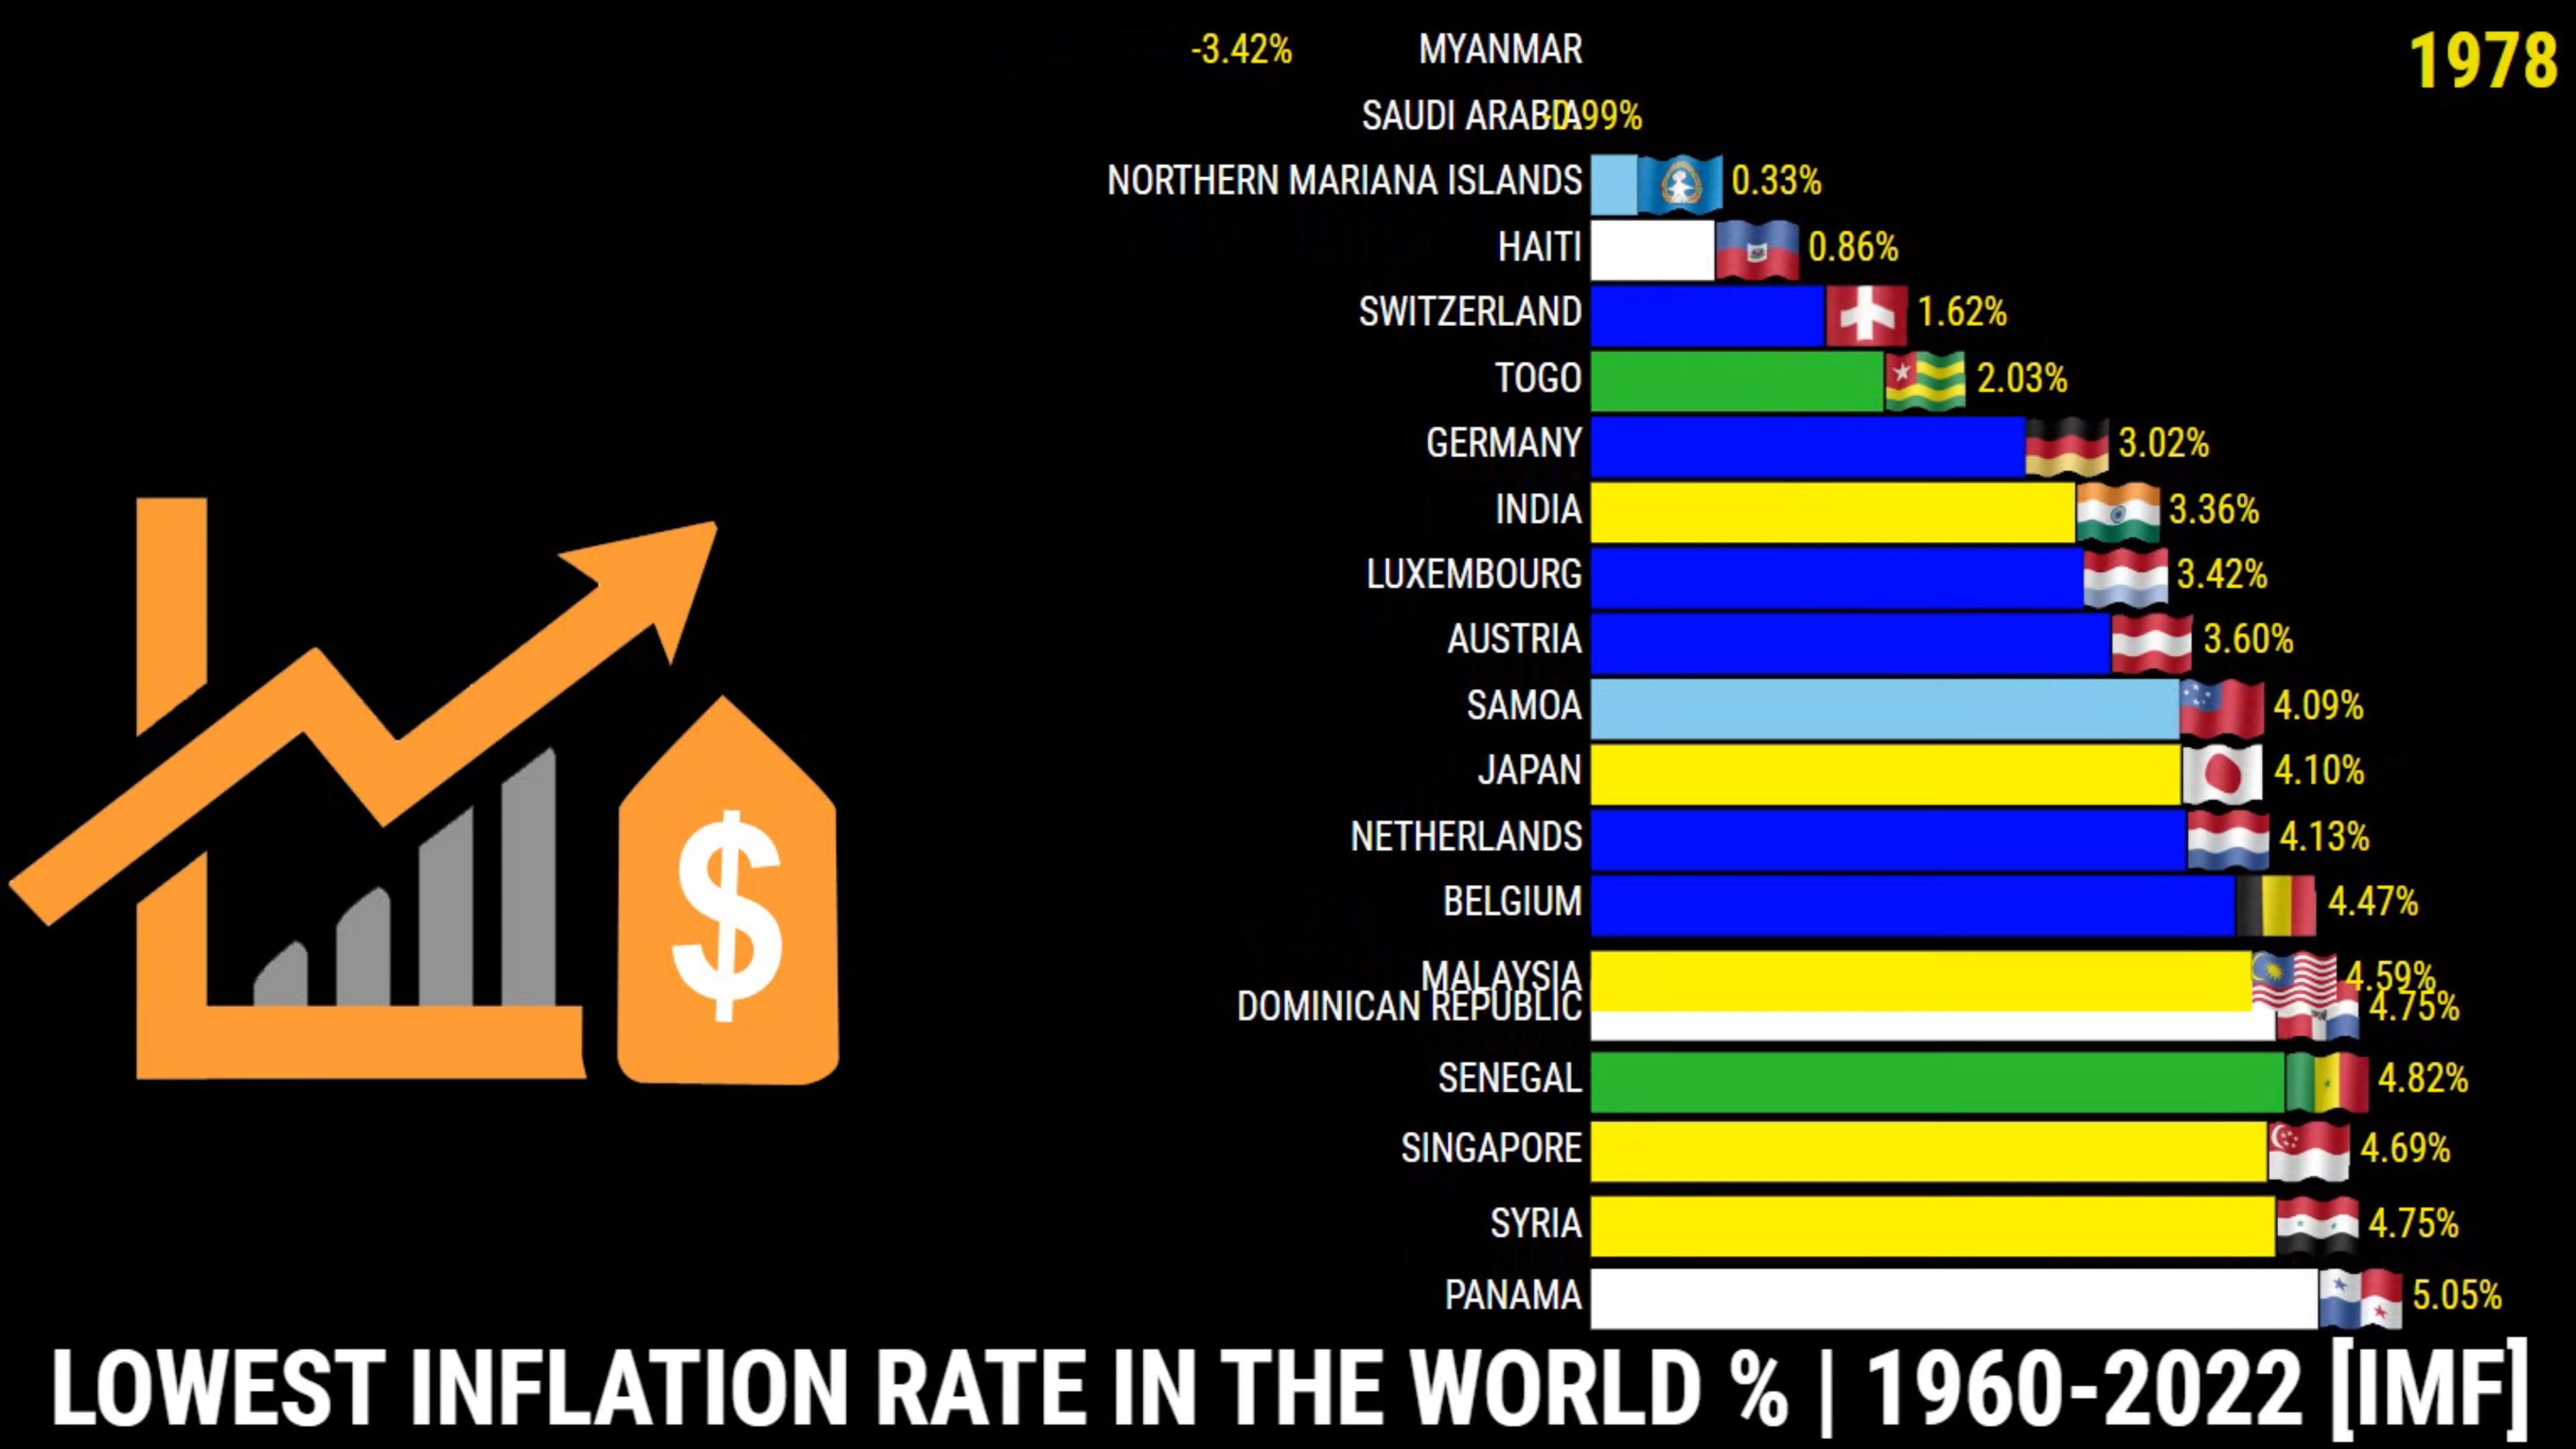 1978
-3.42% MYANMAR
SAUDI ARABIA -0.99%
NORTHERN MARIANA ISLANDS 0.33%
HAITI 0.86%
SWITZERLAND 1.62%
TOGO 2.03%
GERMANY 3.02%
INDIA 3.36%
LUXEMBOURG 3.42%
AUSTRIA 3.60%
SAMOA 4.09%
JAPAN 4.10%
NETHERLANDS 4.13%
BELGIUM 4.47%
MALAYSIA 4.59%
DOMINICAN REPUBLIC 4.75%
SENEGAL 4.82%
SINGAPORE 4.69%
SYRIA 4.75%
PANAMA 5.05%
$
LOWEST INFLATION RATE IN THE WORLD % | 1960-2022 [IMF]